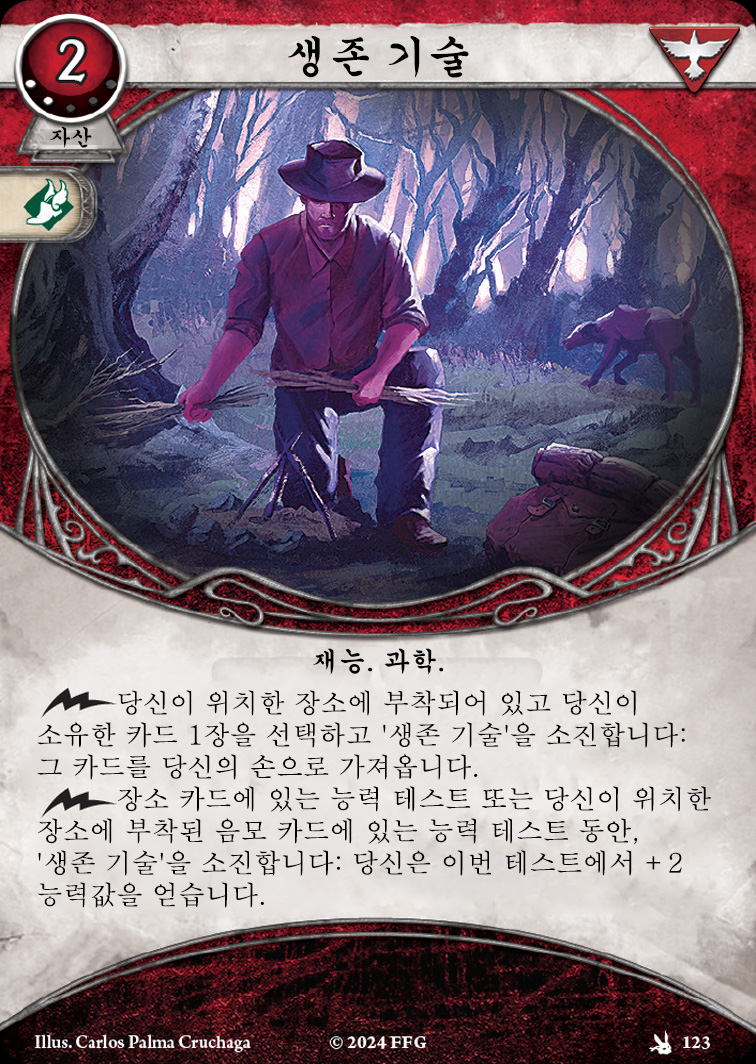 2
생존 기술
자산
재능. 과학.
당신이 위치한 장소에 부착되어 있고 당신이
소유한 카드 1장을 선택하고 '생존 기술'을 소진합니다:
그 카드를 당신의 손으로 가져옵니다.
장소 카드에 있는 능력 테스트 또는 당신이 위치한
장소에 부착된 음모 카드에 있는 능력 테스트 동안,
'생존 기술'을 소진합니다: 당신은 이번 테스트에서 +2
능력값을 얻습니다.
Illus. Carlos Palma Cruchaga © 2024 FFG 123